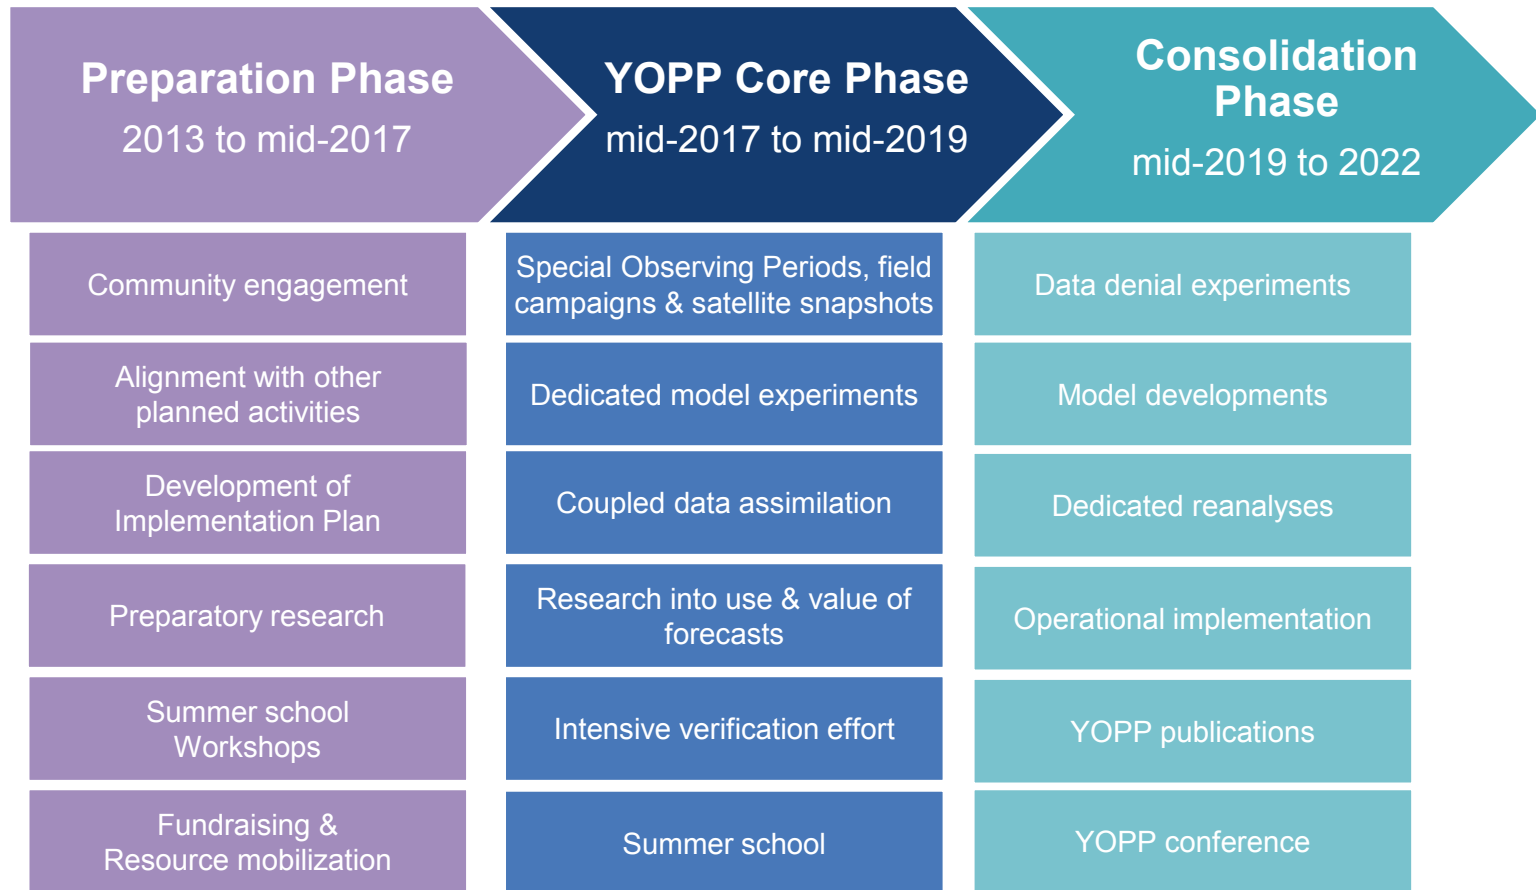 Preparation Phase
2013 to mid-2017
YOPP Core Phase
mid-2017 to mid-2019
Consolidation
Phase
mid-2019 to 2022
Community engagement
Alignment with other
planned activities
Development of
Implementation Plan
Preparatory research
Summer school
Workshops
Fundraising &
Resource mobilization
Special Observing Periods, field
campaigns & satellite snapshots
Dedicated model experiments
Coupled data assimilation
Research into use & value of
forecasts
Intensive verification effort
Summer school
Data denial experiments
Model developments
Dedicated reanalyses
Operational implementation
YOPP publications
YOPP conference